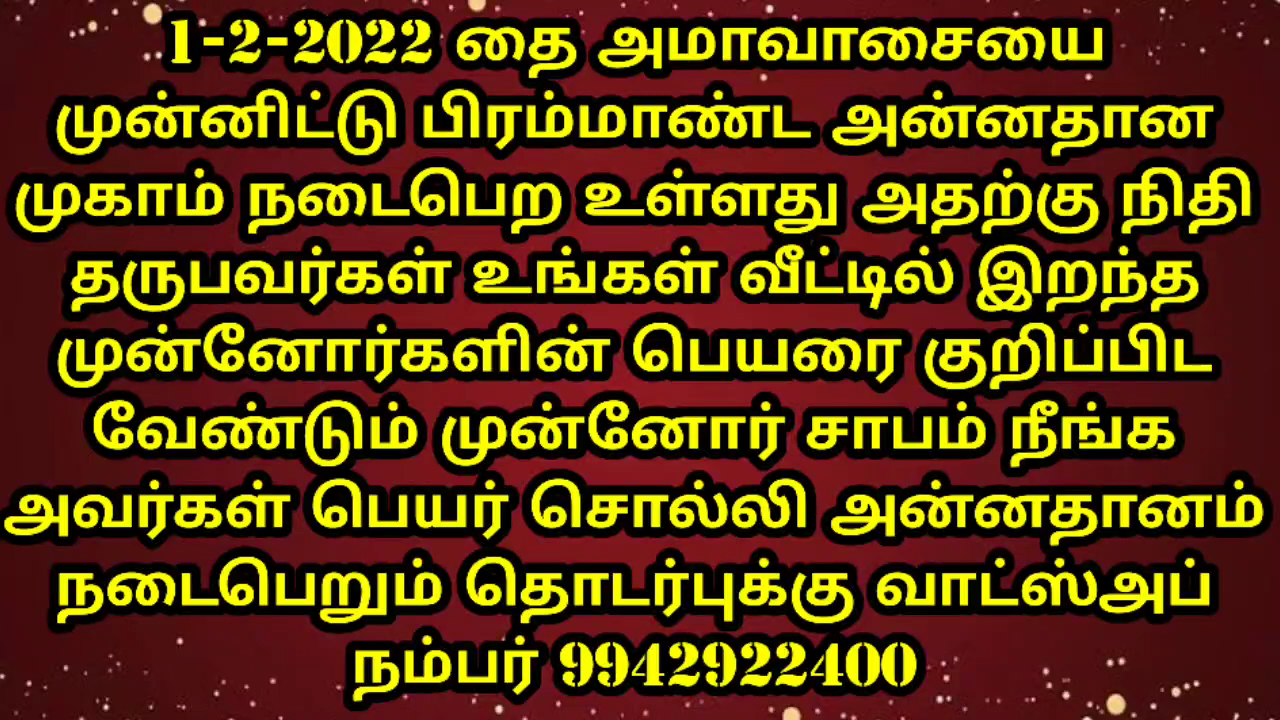 1-2-2022 தை அமாவாசையை
முன்னிட்டு பிரம்மாண்ட அன்னதான
முகாம் நடைபெற உள்ளது அதற்கு நிதி
தருபவர்கள் உங்கள் வீட்டில் இறந்த
முன்னோர்களின் பெயரை குறிப்பிட
வேண்டும் முன்னோர் சாபம் நீங்க
அவர்கள் பெயர் சொல்லி அன்னதானம்
நடைபெறும் தொடர்புக்கு வாட்ஸ்அப்
நம்பர் 9942922400